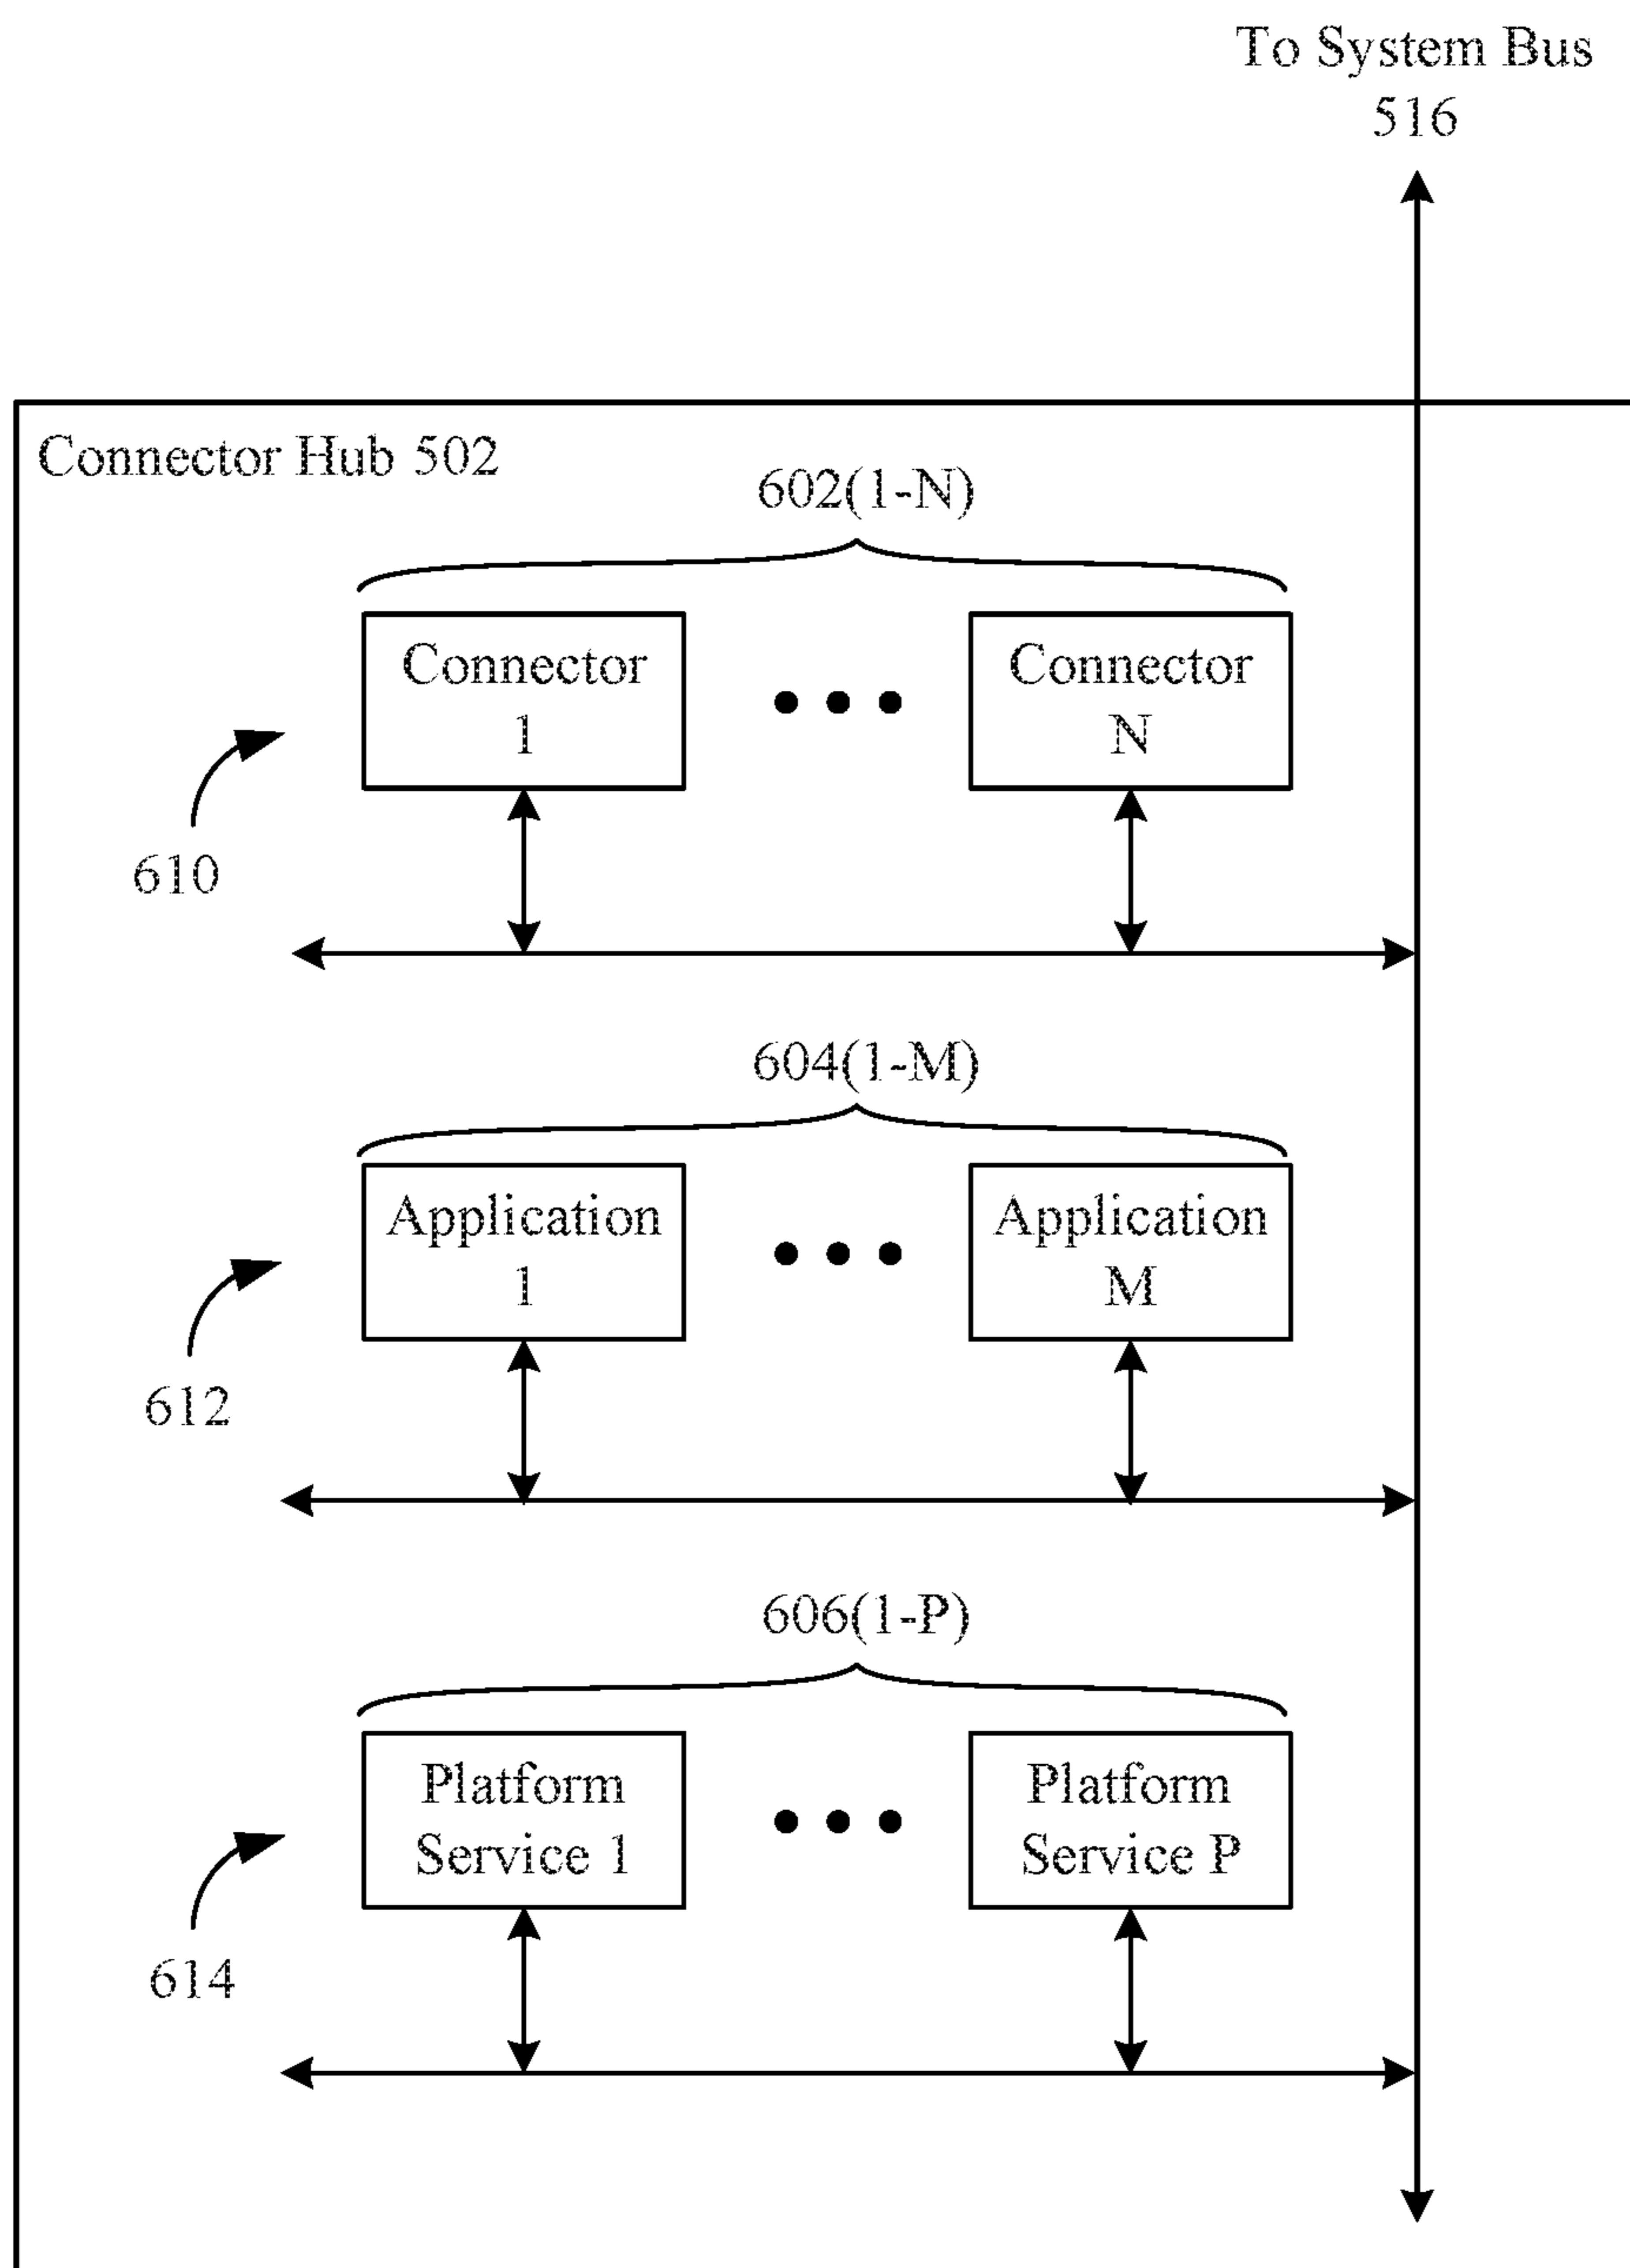 To System Bus
516
Connector Hub 502
602(1-N)
Connector
1
Connector
N
610
604(1-M)
Application
1
Application
M
612
606(1-P)
Platform
Service 1
Platform
Service P
614